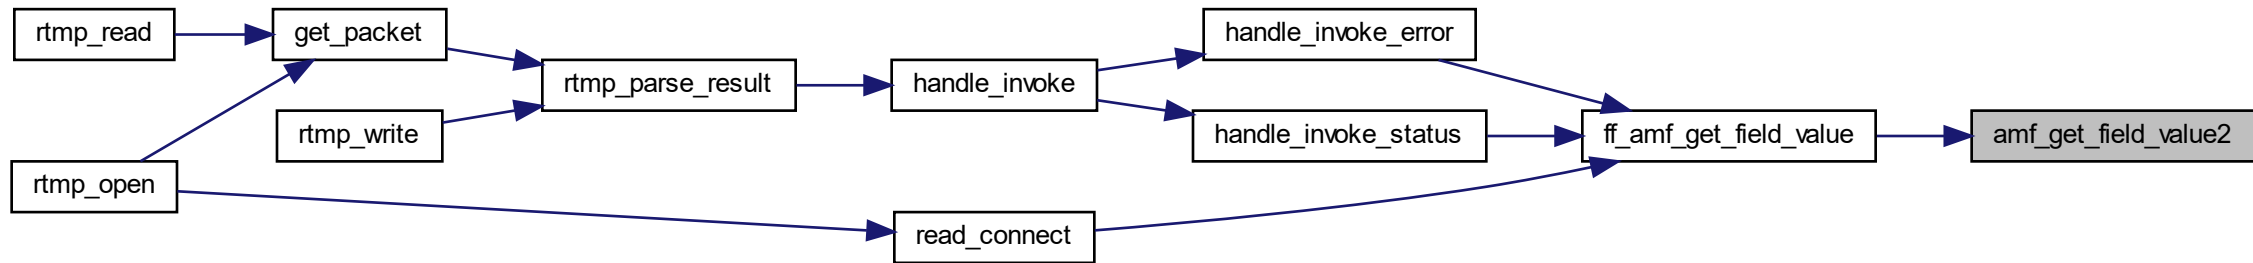 rtmp_read
get_packet
handle_invoke_error
rtmp_parse_result
handle_invoke
rtmp_write
handle_invoke_status
ff_amf_get_field_value
amf_get_field_value2
rtmp_open
read_connect